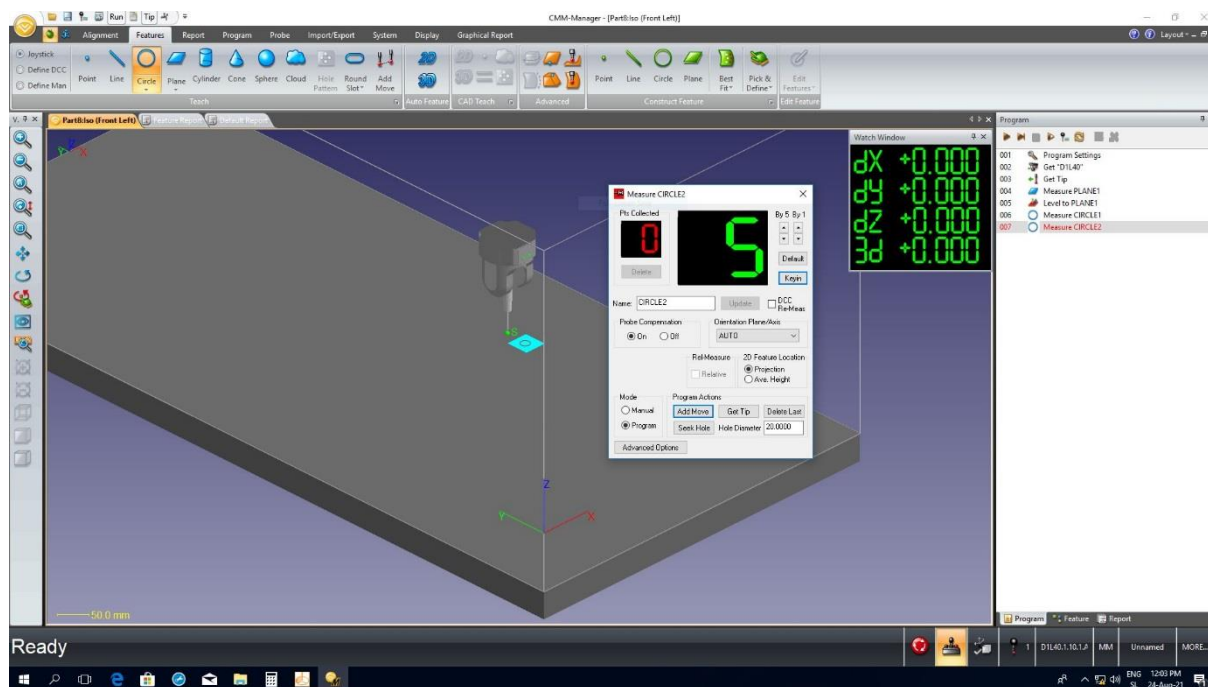 Run Tip
CMM-Manager - [Part8:Iso (Front Left)]
Alignment Features Report Program Probe Import/Export System Display Graphical Report
Layout
Joystick
Define DCC
Define Man
Point Line Circle Plane Cylinder Cone Sphere Cloud Hole Pattern Round Slot Add Move
Point Line Circle Plane Best Fit Pick & Define Edit Features
Teach Auto Feature CAD Teach Advanced Construct Feature Edit Feature
Part8:Iso (Front Left) Feature Report Default Report
Program
Watch Window
dX +0.000
dY +0.000
dZ +0.000
3d +0.000
001 Program Settings
002 Get "D1L40"
003 Get Tip
004 Measure PLANE1
005 Level to PLANE1
006 Measure CIRCLE1
007 Measure CIRCLE2
Measure CIRCLE2
Pts Collected
0
5
By 5 By 1
Delete
Default
Keyin
Name: CIRCLE2 Update DCC Re-Meas
Probe Compensation
On Off
Orientation Plane/Axis
AUTO
Rel-Measure
Relative
2D Feature Location
Projection
Ave. Height
Mode
Manual
Program
Program Actions
Add Move Get Tip Delete Last
Seek Hole Hole Diameter 20.0000
Advanced Options
X
S
Z
Y
X
50.0 mm
Program Feature Report
Ready
1 D1L40.1.10.1 MM Unnamed MORE...
ENG 12:03 PM
SL 24-Aug-21